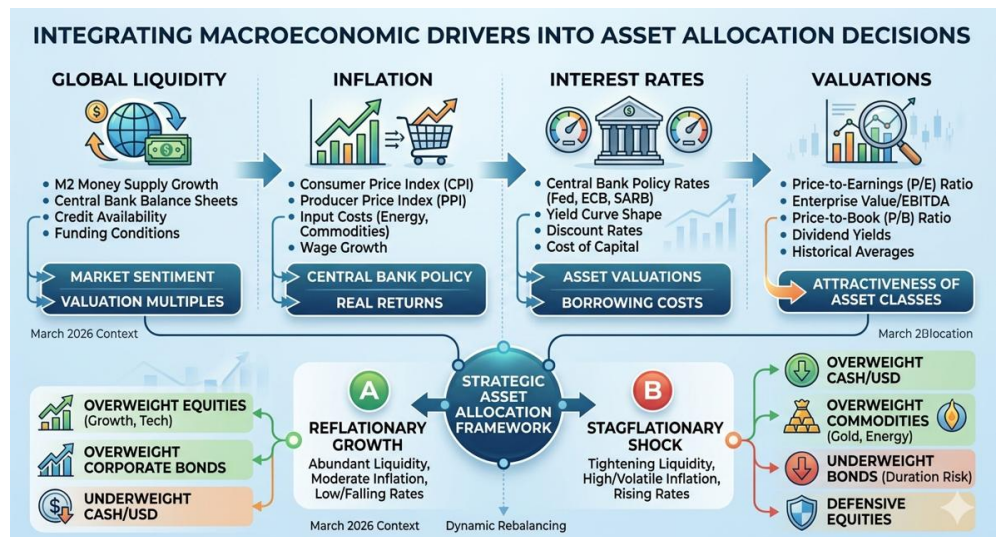 INTEGRATING MACROECONOMIC DRIVERS INTO ASSET ALLOCATION DECISIONS
GLOBAL LIQUIDITY
• M2 Money Supply Growth
• Central Bank Balance Sheets
• Credit Availability
• Funding Conditions
MARKET SENTIMENT
VALUATION MULTIPLES
INFLATION
• Consumer Price Index (CPI)
• Producer Price Index (PPI)
• Input Costs (Energy,
Commodities)
• Wage Growth
CENTRAL BANK POLICY
REAL RETURNS
INTEREST RATES
$
• Central Bank Policy Rates
(Fed, ECB, SARB)
• Yield Curve Shape
• Discount Rates
• Cost of Capital
ASSET VALUATIONS
BORROWING COSTS
VALUATIONS
• Price-to-Earnings (P/E) Ratio
• Enterprise Value/EBITDA
• Price-to-Book (P/B) Ratio
• Dividend Yields
• Historical Averages
ATTRACTIVENESS OF
ASSET CLASSES
March 2026 Context
March 2Blocation
STRATEGIC
ASSET
ALLOCATION
FRAMEWORK
A
REFLATIONARY
GROWTH
Abundant Liquidity,
Moderate Inflation,
Low/Falling Rates
OVERWEIGHT EQUITIES
(Growth, Tech)
OVERWEIGHT
CORPORATE BONDS
$
UNDERWEIGHT
CASH/USD
B
STAGFLATIONARY
SHOCK
Tightening Liquidity,
High/Volatile Inflation,
Rising Rates
OVERWEIGHT
CASH/USD
OVERWEIGHT
COMMODITIES
(Gold, Energy)
UNDERWEIGHT
BONDS (Duration Risk)
DEFENSIVE
EQUITIES
March 2026 Context
Dynamic Rebalancing